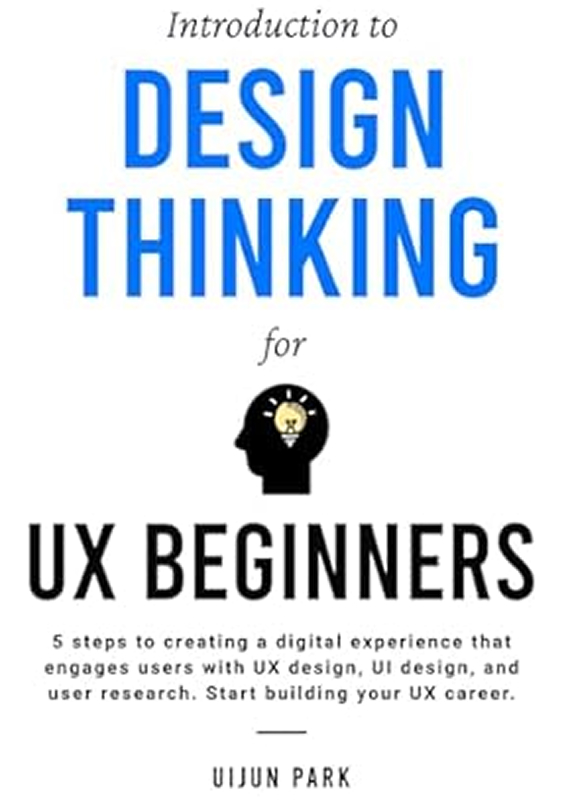 Introduction to
DESIGN
THINKING
for
UX BEGINNERS
5 steps to creating a digital experience that
engages users with UX design, UI design, and
user research. Start building your UX career.
UIJUN PARK